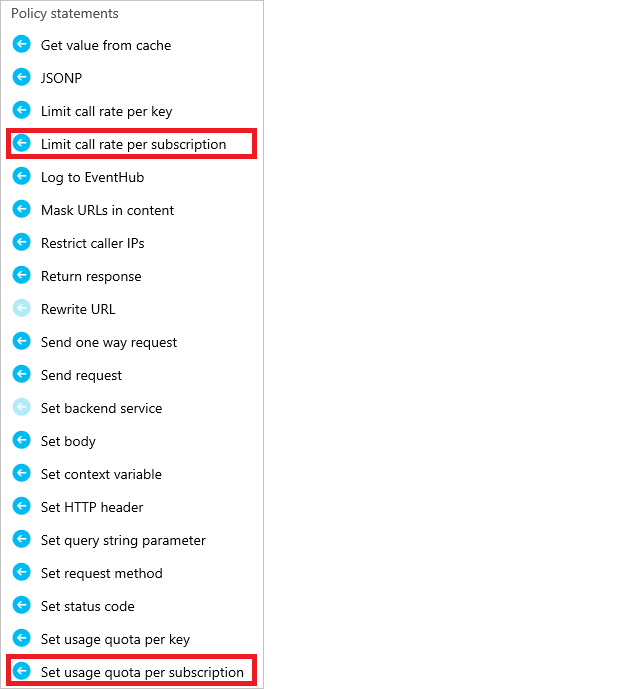 Policy statements
Get value from cache
JSONP
Limit call rate per key
Limit call rate per subscription
Log to EventHub
Mask URLs in content
Restrict caller IPs
Return response
Rewrite URL
Send one way request
Send request
Set backend service
Set body
Set context variable
Set HTTP header
Set query string parameter
Set request method
Set status code
Set usage quota per key
Set usage quota per subscription